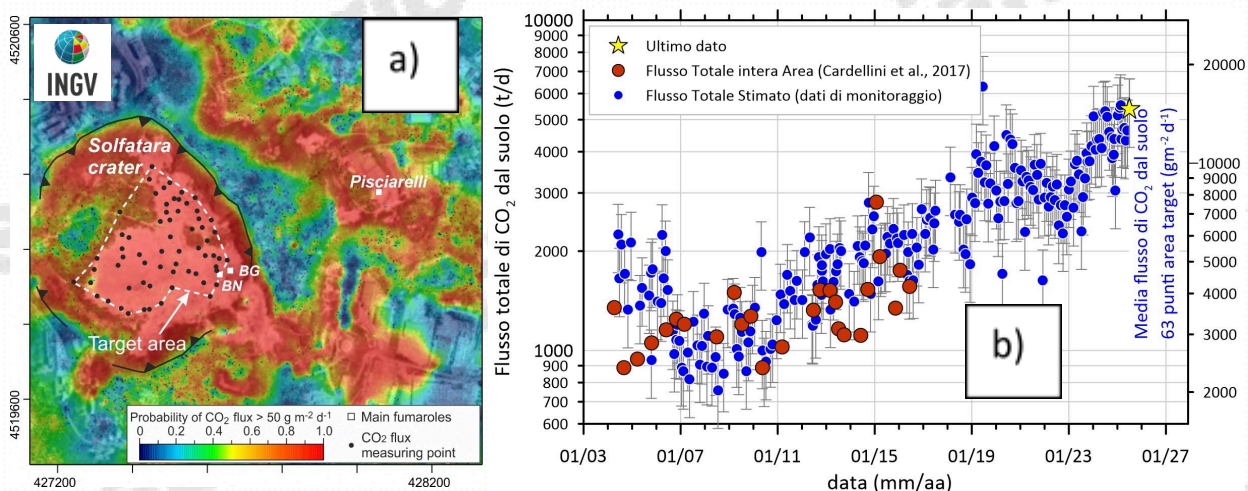 4520600
4519600
INGV
a)
Solfatara
crater
Pisciarelli
BG
BN
Target area
Probability of CO₂ flux > 50 g m⁻² d⁻¹
0 0.2 0.4 0.6 0.8 1.0
Main fumaroles
CO₂ flux
measuring point
427200
428200
Flusso totale di CO₂ dal suolo (t/d)
10000
9000
8000
7000
6000
5000
4000
3000
2000
1000
900
800
700
600
Ultimo dato
Flusso Totale intera Area (Cardellini et al., 2017)
Flusso Totale Stimato (dati di monitoraggio)
b)
01/03 01/07 01/11 01/15 01/19 01/23 01/27
data (mm/aa)
Media flusso di CO₂ dal suolo
63 punti area target (gm⁻² d⁻¹)
20000
10000
9000
8000
7000
6000
5000
4000
3000
2000